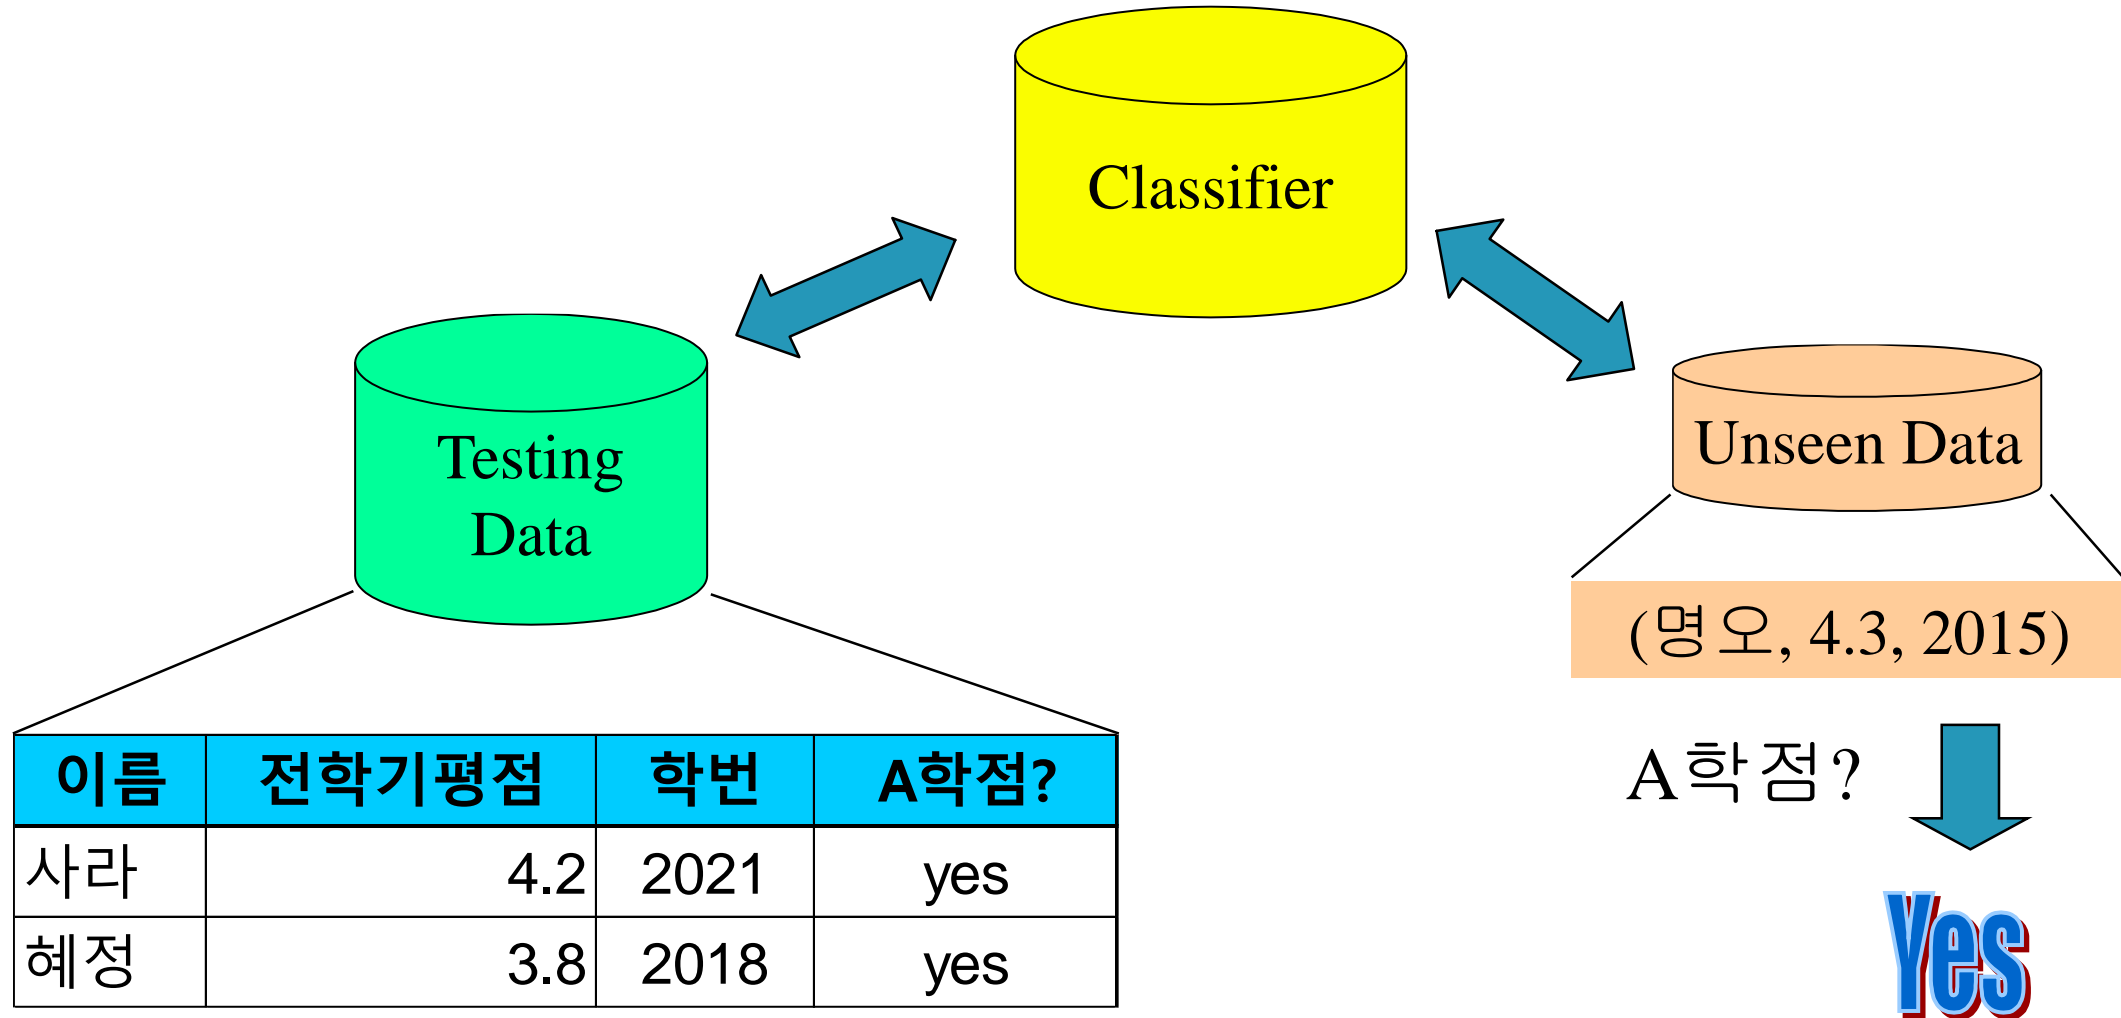 Classifier
Testing
Data
Unseen Data
(명오, 4.3, 2015)
A학점?
Yes
이름 전학기평점 학번 A학점?
사라 4.2 2021 yes
혜정 3.8 2018 yes